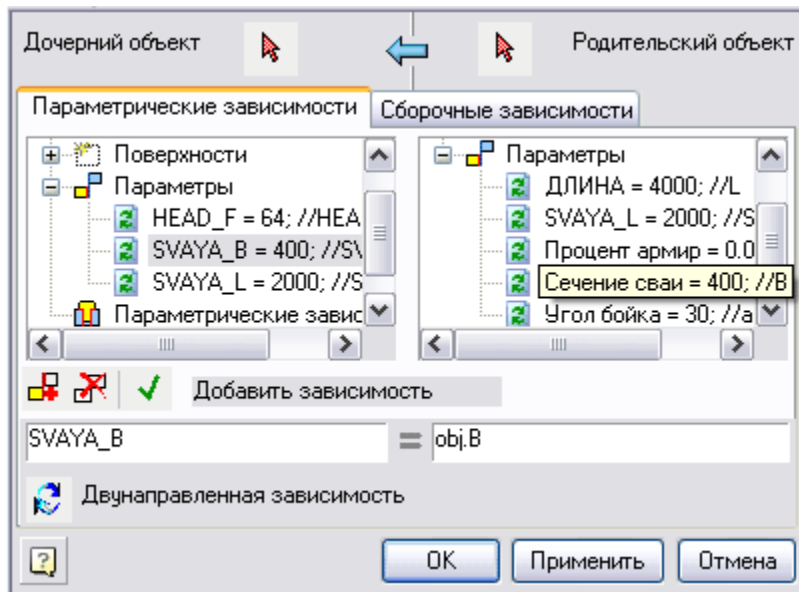 Дочерний объект
Родительский объект
Параметрические зависимости
Сборочные зависимости
Поверхности
Параметры
HEAD_F = 64; //HEA
SVAYA_B = 400; //SV
SVAYA_L = 2000; //S
Параметрические завис
Параметры
ДЛИНА = 4000; //L
SVAYA_L = 2000; //S
Процент армир = 0.0
Сечение сваи = 400; //B
Угол бойка = 30; //a
Добавить зависимость
SVAYA_B
=
obj.B
Двунаправленная зависимость
?
OK
Применить
Отмена